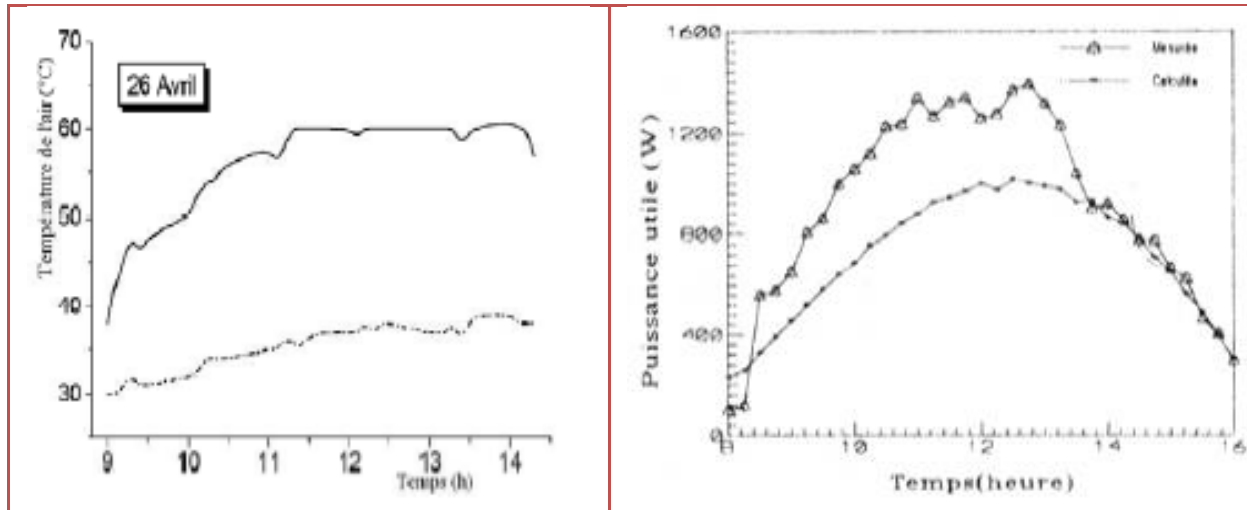 70
26 Avril
60
50
40
30
Température de l'air (°C)
9 10 11 12 13 14
Temps (h)
1600
Mesurée
Calculée
1200
800
400
0
Puissance utile (W)
8 10 12 14 16
Temps(heure)